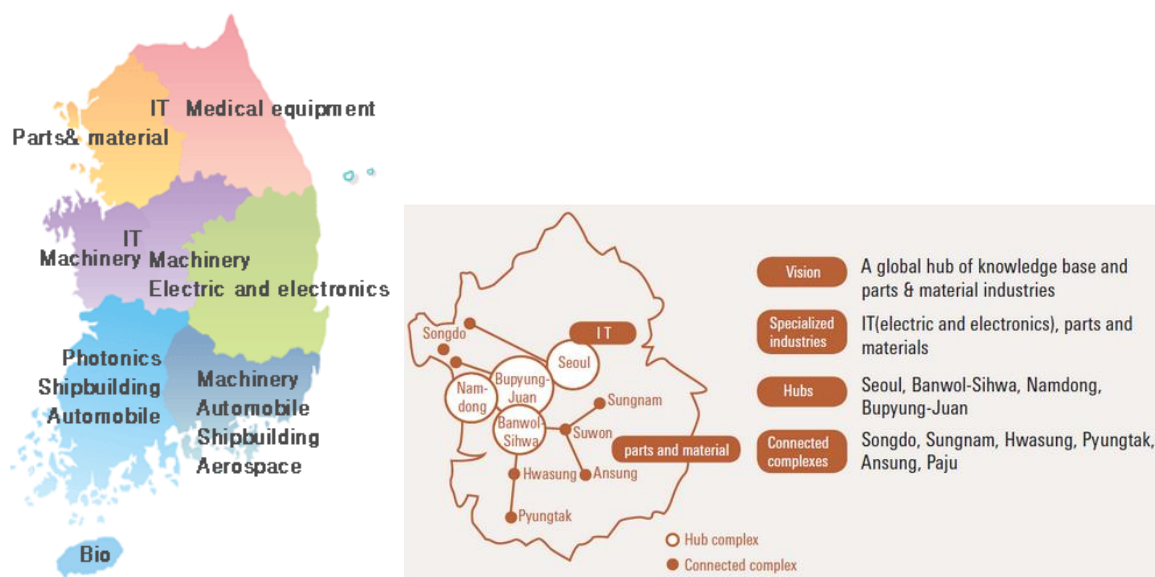 IT Medical equipment
Parts& material
IT
Machinery Machinery
Electric and electronics
Photonics
Shipbuilding
Automobile
Machinery
Automobile
Shipbuilding
Aerospace
Bio
Songdo
IT
Seoul
Bupyung-
Juan
Nam-
dong
Banwol-
Sihwa
Sungnam
Suwon
parts and material
Hwasung
Ansung
Pyungtak
Hub complex
Connected complex
Vision
A global hub of knowledge base and
parts & material industries
Specialized
industries
IT(electric and electronics), parts and
materials
Hubs
Seoul, Banwol-Sihwa, Namdong,
Bupyung-Juan
Connected
complexes
Songdo, Sungnam, Hwasung, Pyungtak,
Ansung, Paju